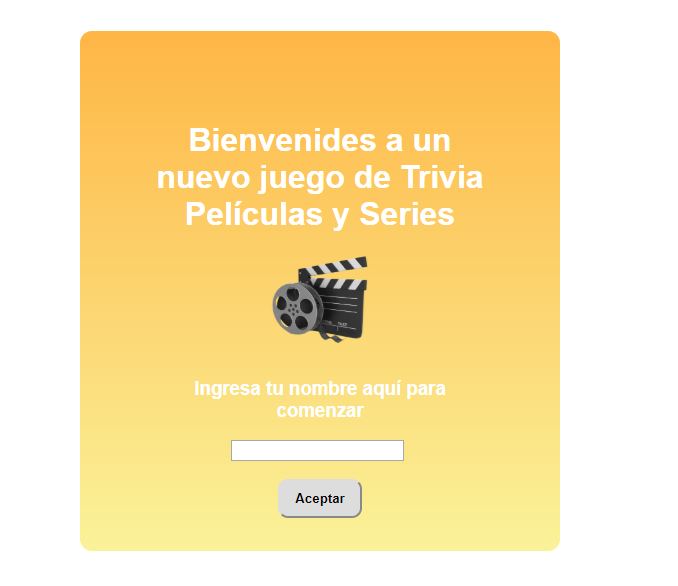 Bienvenides a un
nuevo juego de Trivia
Películas y Series
Ingresa tu nombre aquí para
comenzar
Aceptar